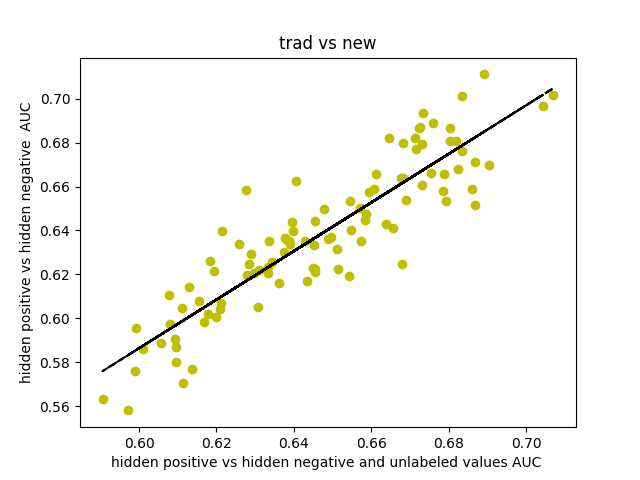 trad vs new
hidden positive vs hidden negative  AUC
0.70
0.68
0.66
0.64
0.62
0.60
0.58
0.56
0.60 0.62 0.64 0.66 0.68 0.70
hidden positive vs hidden negative and unlabeled values AUC